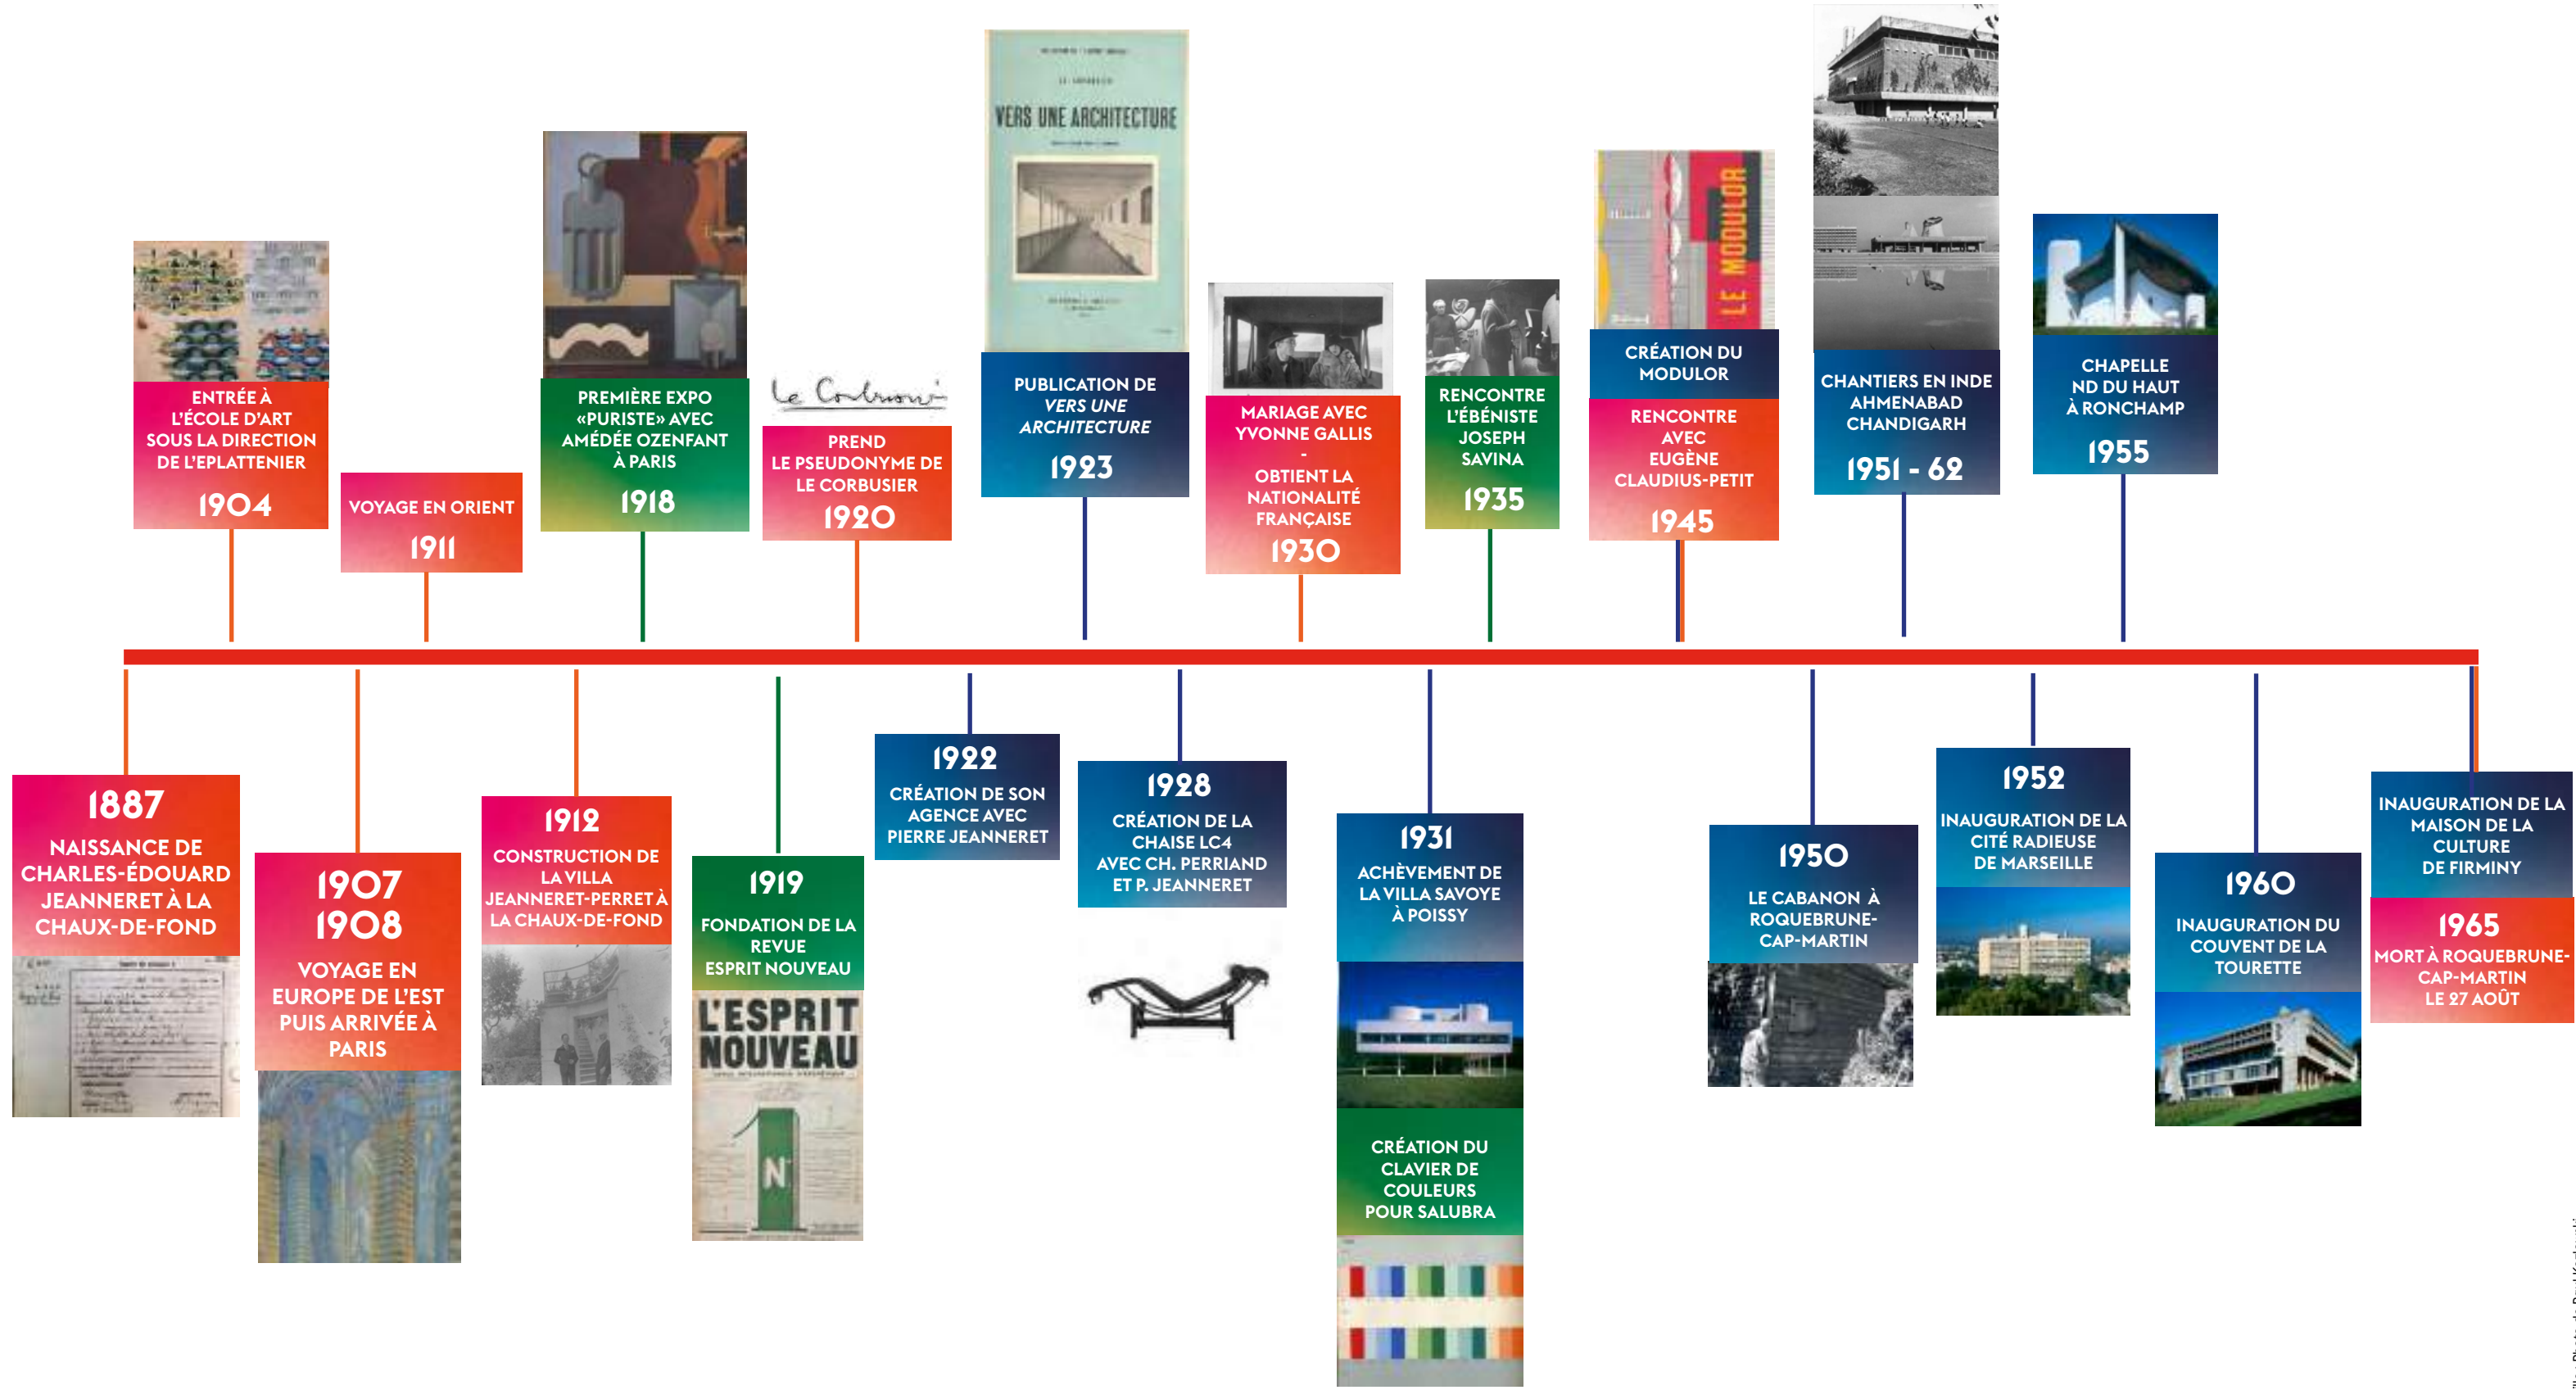 VERS UNE ARCHITECTURE
LE MODULOR
ENTRÉE À
L'ÉCOLE D'ART
SOUS LA DIRECTION
DE L'EPLATTENIER
1904
VOYAGE EN ORIENT
1911
PREMIÈRE EXPO
«PURISTE» AVEC
AMÉDÉE OZENFANT
À PARIS
1918
Le Corbusier
PREND
LE PSEUDONYME DE
LE CORBUSIER
1920
PUBLICATION DE
VERS UNE
ARCHITECTURE
1923
MARIAGE AVEC
YVONNE GALLIS
-
OBTIENT LA
NATIONALITÉ
FRANÇAISE
1930
RENCONTRE
L'ÉBÉNISTE
JOSEPH
SAVINA
1935
CRÉATION DU
MODULOR
RENCONTRE
AVEC
EUGÈNE
CLAUDIUS-PETIT
1945
CHANTIERS EN INDE
AHMENABAD
CHANDIGARH
1951 - 62
CHAPELLE
ND DU HAUT
À RONCHAMP
1955
1887
NAISSANCE DE
CHARLES-ÉDOUARD
JEANNERET À LA
CHAUX-DE-FOND
1907
1908
VOYAGE EN
EUROPE DE L'EST
PUIS ARRIVÉE À
PARIS
1912
CONSTRUCTION DE
LA VILLA
JEANNERET-PERRET À
LA CHAUX-DE-FOND
1919
FONDATION DE LA
REVUE
ESPRIT NOUVEAU
L'ESPRIT
NOUVEAU
1
N°
1922
CRÉATION DE SON
AGENCE AVEC
PIERRE JEANNERET
1928
CRÉATION DE LA
CHAISE LC4
AVEC CH. PERRIAND
ET P. JEANNERET
1931
ACHÈVEMENT DE
LA VILLA SAVOYE
À POISSY
CRÉATION DU
CLAVIER DE
COULEURS
POUR SALUBRA
1950
LE CABANON À
ROQUEBRUNE-
CAP-MARTIN
1952
INAUGURATION DE LA
CITÉ RADIEUSE
DE MARSEILLE
1960
INAUGURATION DU
COUVENT DE LA
TOURETTE
INAUGURATION DE LA
MAISON DE LA
CULTURE
DE FIRMINY
1965
MORT À ROQUEBRUNE-
CAP-MARTIN
LE 27 AOÛT